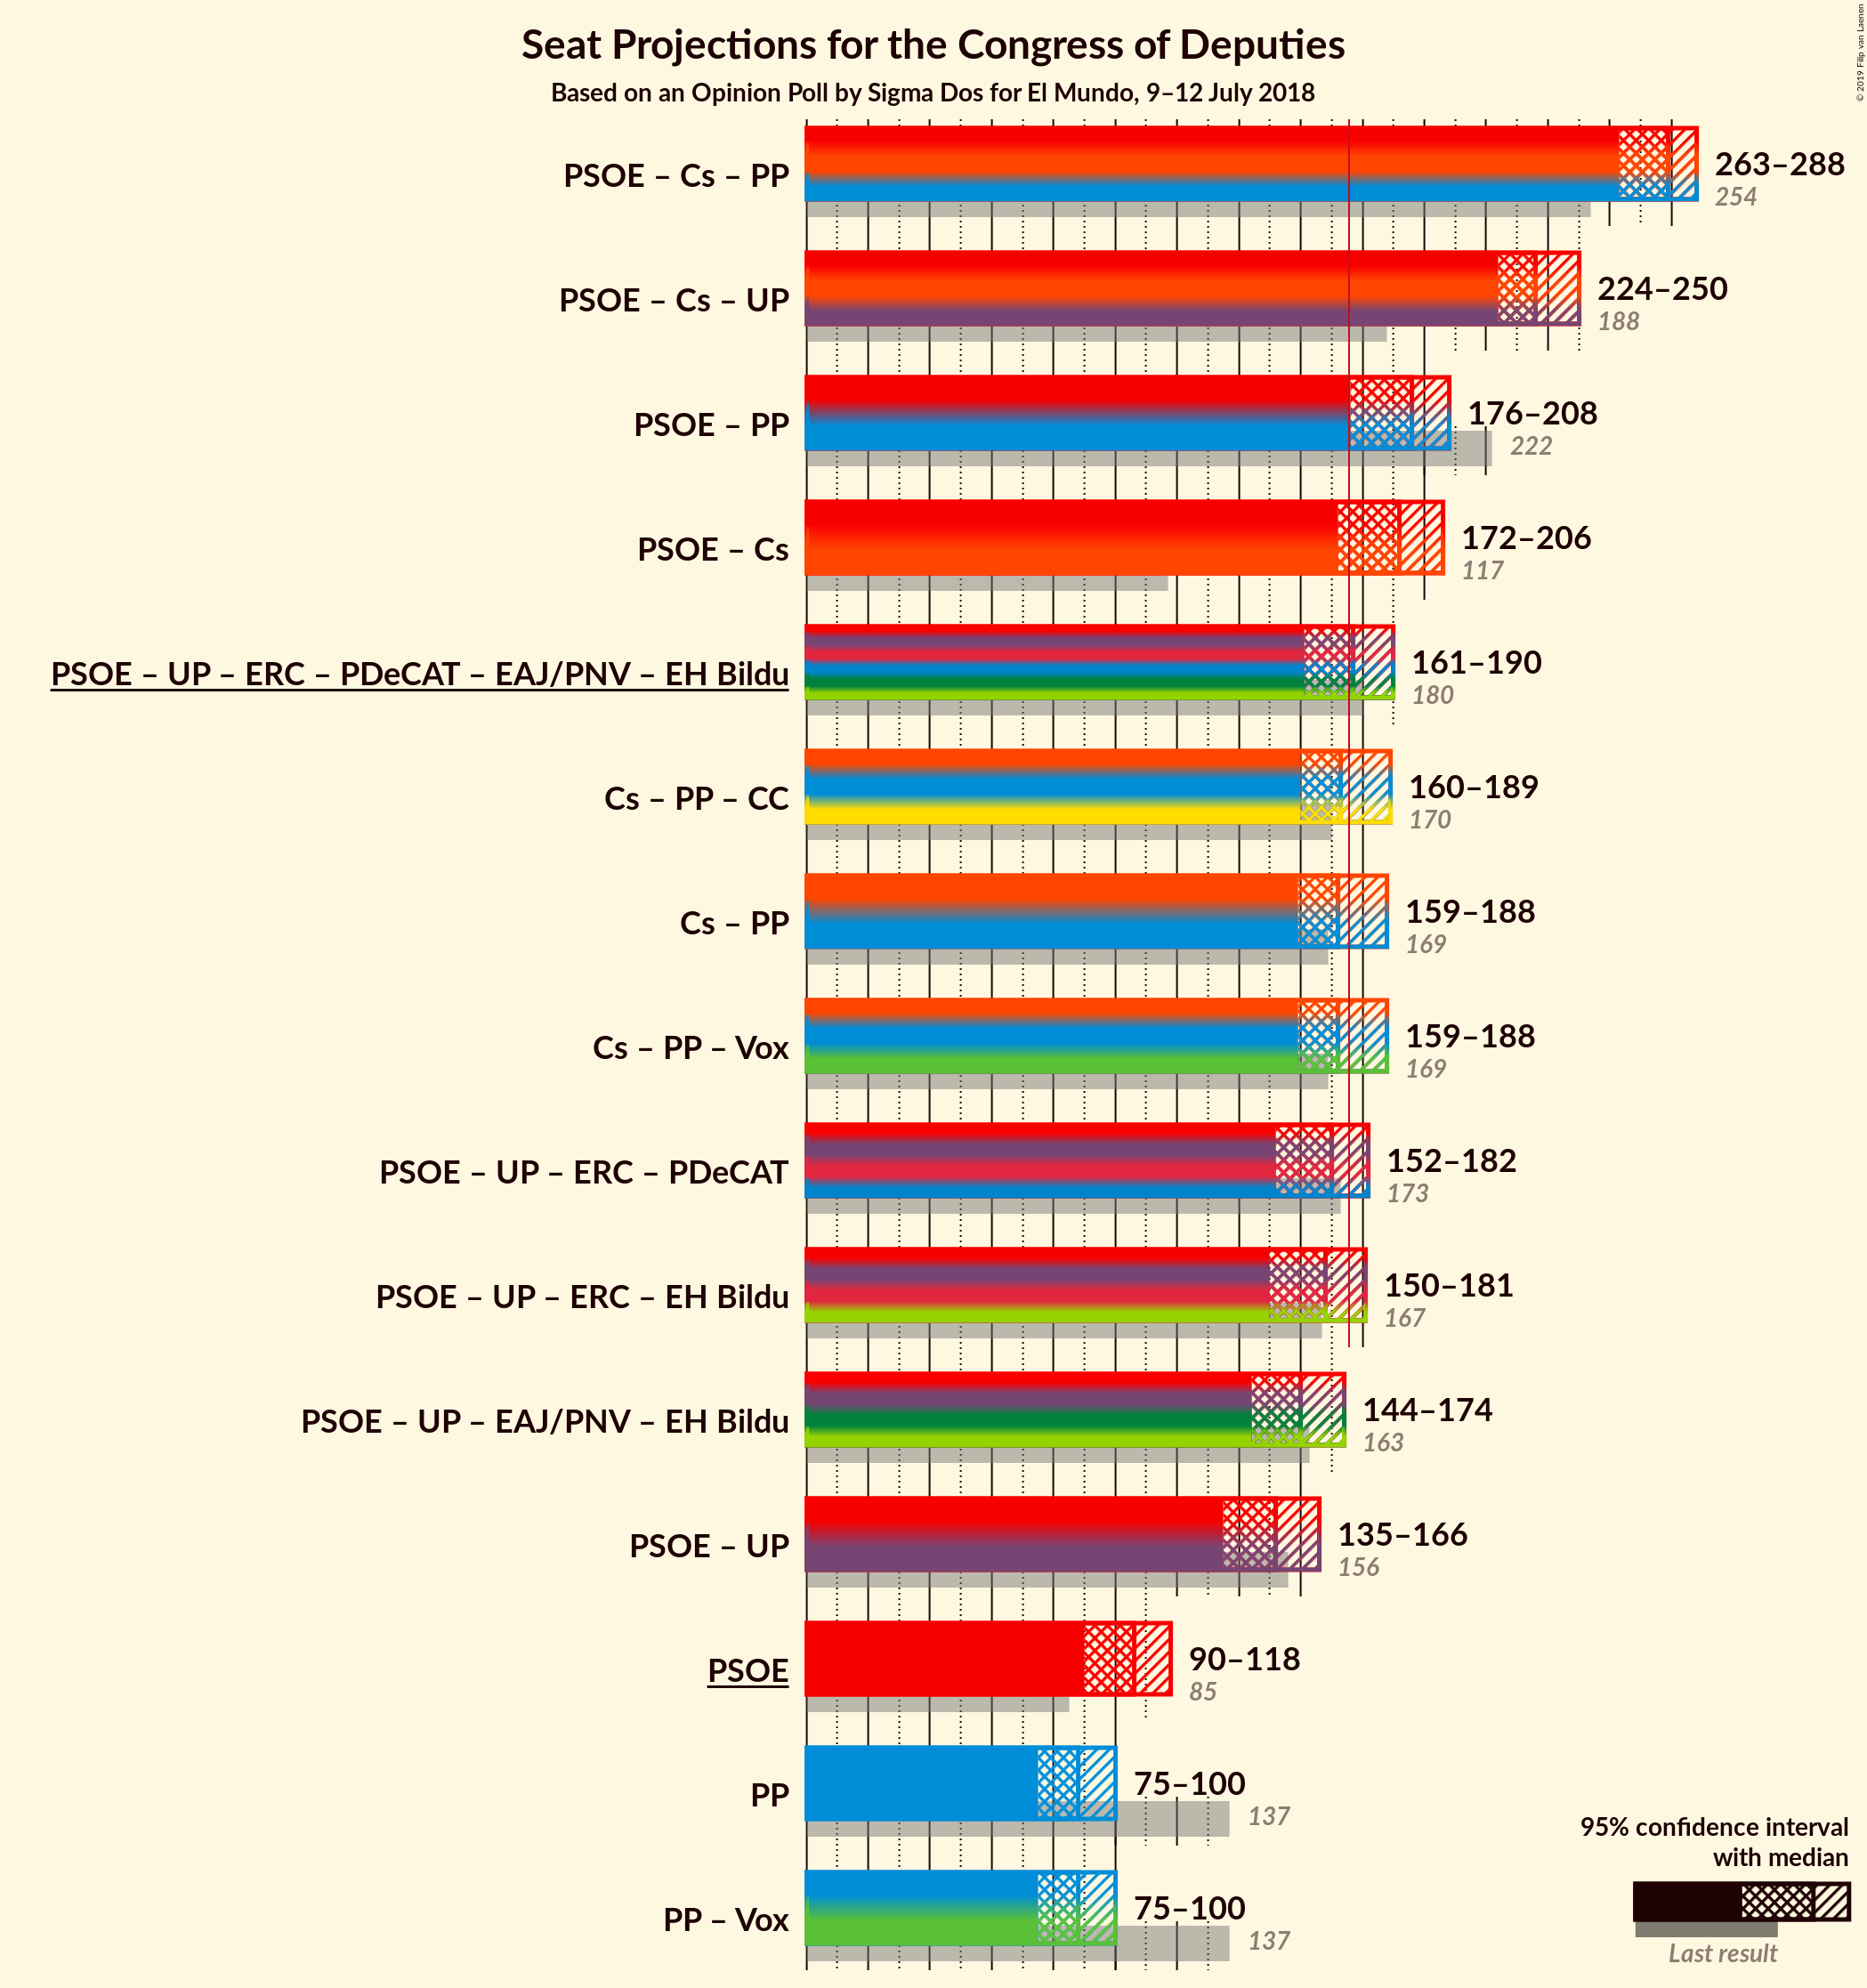 Seat Projections for the Congress of Deputies
Based on an Opinion Poll by Sigma Dos for El Mundo, 9–12 July 2018
© 2019 Filip van Laenen
PSOE – Cs – PP
263–288
254
PSOE – Cs – UP
224–250
188
PSOE – PP
176–208
222
PSOE – Cs
172–206
117
PSOE – UP – ERC – PDeCAT – EAJ/PNV – EH Bildu
161–190
180
Cs – PP – CC
160–189
170
Cs – PP
159–188
169
Cs – PP – Vox
159–188
169
PSOE – UP – ERC – PDeCAT
152–182
173
PSOE – UP – ERC – EH Bildu
150–181
167
PSOE – UP – EAJ/PNV – EH Bildu
144–174
163
PSOE – UP
135–166
156
PSOE
90–118
85
PP
75–100
137
PP – Vox
75–100
137
95% confidence interval
with median
Last result